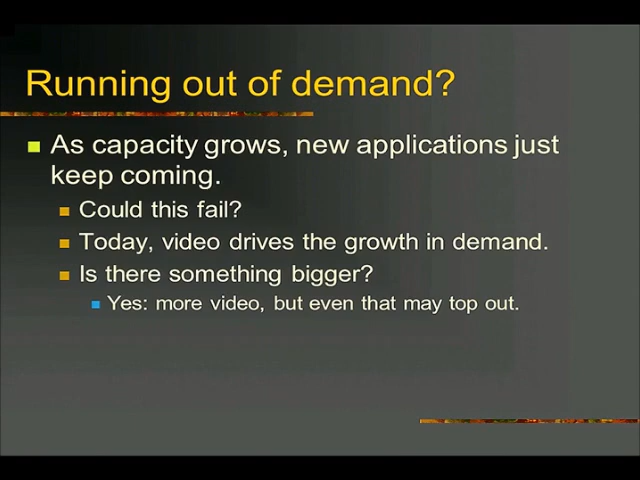 Running out of demand?
As capacity grows, new applications just
keep coming.
Could this fail?
Today, video drives the growth in demand.
Is there something bigger?
Yes: more video, but even that may top out.